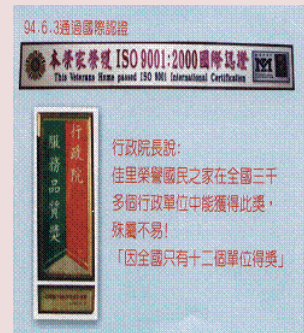 94.6.3通過國際認證
本榮家榮獲 ISO 9001:2000國際認證
This Veterans Home passed ISO 9001 International Certification
行政院
服務品質獎
行政院長說:
佳里榮譽國民之家在全國三千
多個行政單位中能獲得此獎，
殊屬不易!
「因全國只有十二個單位得獎」